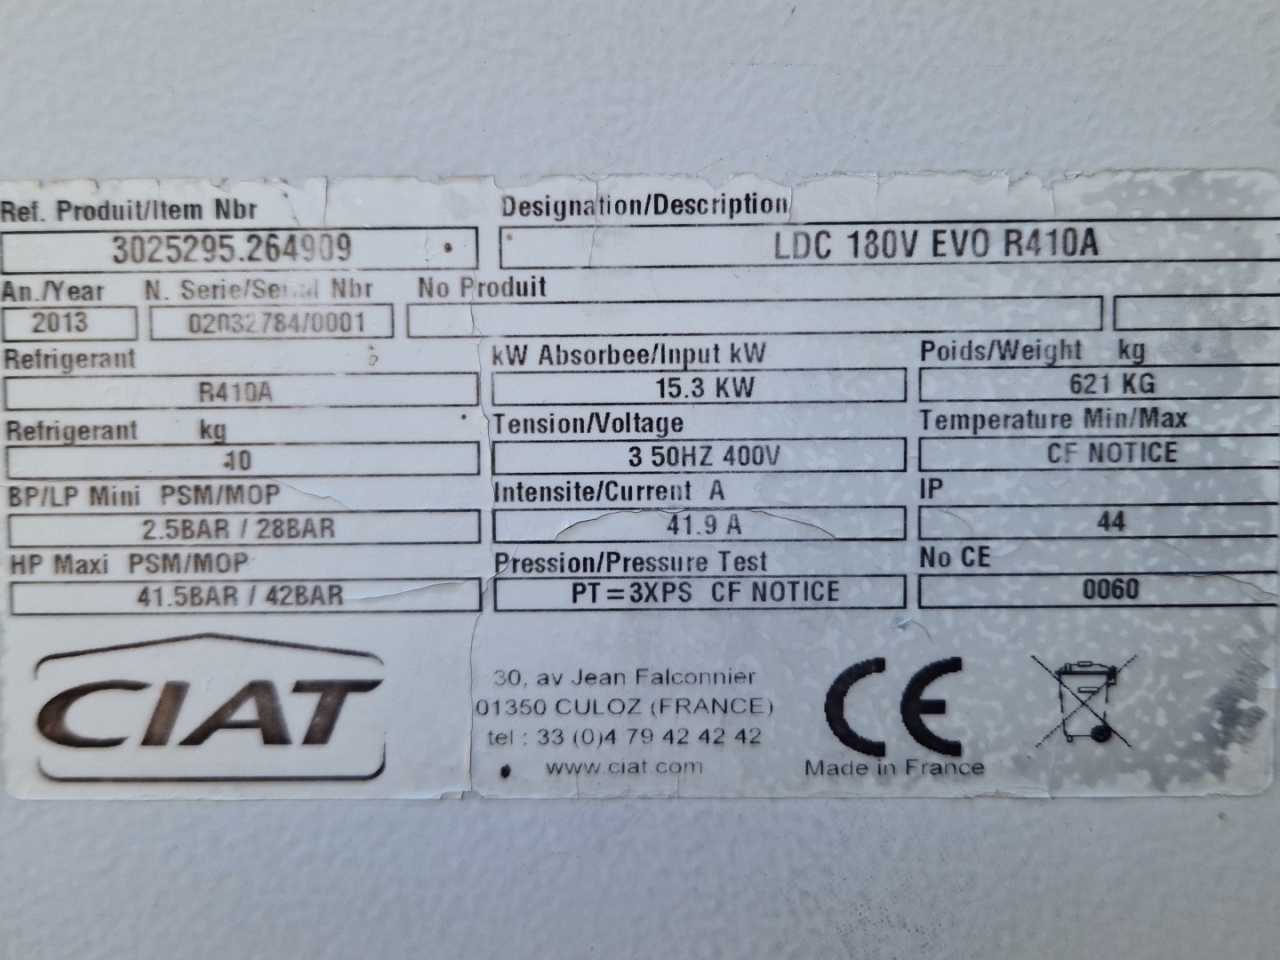 Ref. Produit/Item Nbr Designation/Description
3025295.264909 LDC 180V EVO R410A
An./Year N. Serie/Serial Nbr No Produit
2013 02032784/0001
Refrigerant kW Absorbee/Input kW Poids/Weight kg
R410A 15.3 KW 621 KG
Refrigerant kg Tension/Voltage Temperature Min/Max
10 3 50HZ 400V CF NOTICE
BP/LP Mini PSM/MOP Intensite/Current A IP
2.5BAR / 28BAR 41.9 A 44
HP Maxi PSM/MOP Pression/Pressure Test No CE
41.5BAR / 42BAR PT=3XPS CF NOTICE 0060
CIAT
30, av Jean Falconnier
01350 CULOZ (FRANCE)
tel : 33 (0)4 79 42 42 42
www.ciat.com
CE
Made in France